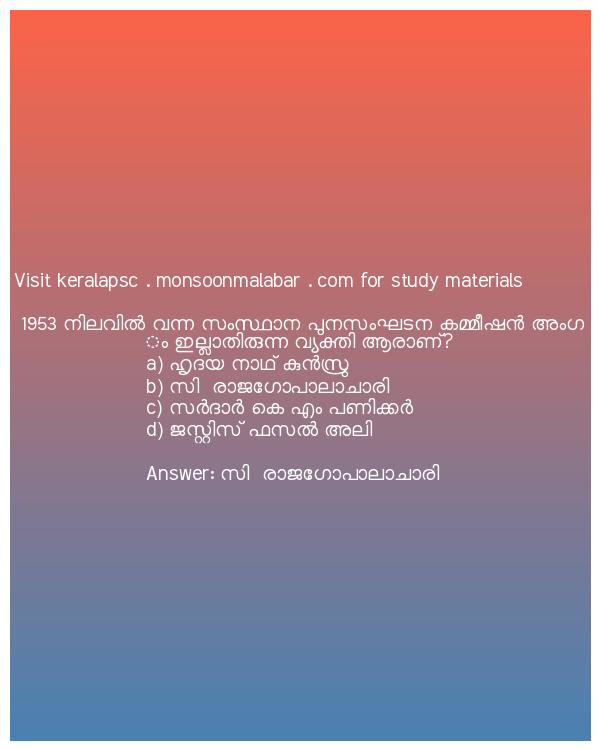 Visit keralapsc . monsoonmalabar . com for study materials
1953 നിലവിൽ വന്ന സംസ്ഥാന പുനസംഘടന കമ്മീഷൻ അംഗ
ം ഇല്ലാതിരുന്ന വ്യക്തി ആരാണ്?
a) ഹൃദയ നാഥ് കുൻസ്രു
b) സി രാജഗോപാലാചാരി
c) സർദാർ കെ എം പണിക്കർ
d) ജസ്റ്റിസ് ഫസൽ അലി
Answer: സി രാജഗോപാലാചാരി